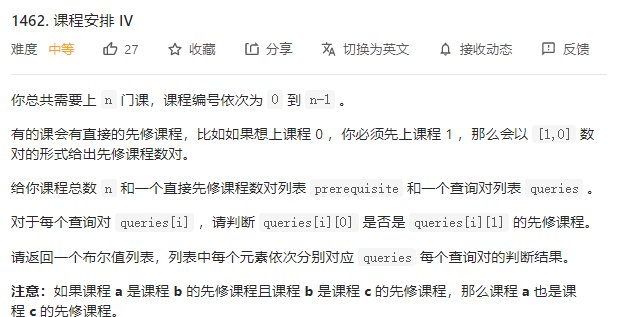 1462. 课程安排 IV
难度 中等 27 收藏 分享 切换为英文 接收动态 反馈
你总共需要上 n 门课，课程编号依次为 0 到 n-1 。
有的课会有直接的先修课程，比如如果想上课程 0 ，你必须先上课程 1 ，那么会以 [1,0] 数
对的形式给出先修课程数对。
给你课程总数 n 和一个直接先修课程数对列表 prerequisite 和一个查询对列表 queries 。
对于每个查询对 queries[i] ，请判断 queries[i][0] 是否是 queries[i][1] 的先修课程。
请返回一个布尔值列表，列表中每个元素依次分别对应 queries 每个查询对的判断结果。
注意：如果课程 a 是课程 b 的先修课程且课程 b 是课程 c 的先修课程，那么课程 a 也是课
程 c 的先修课程。